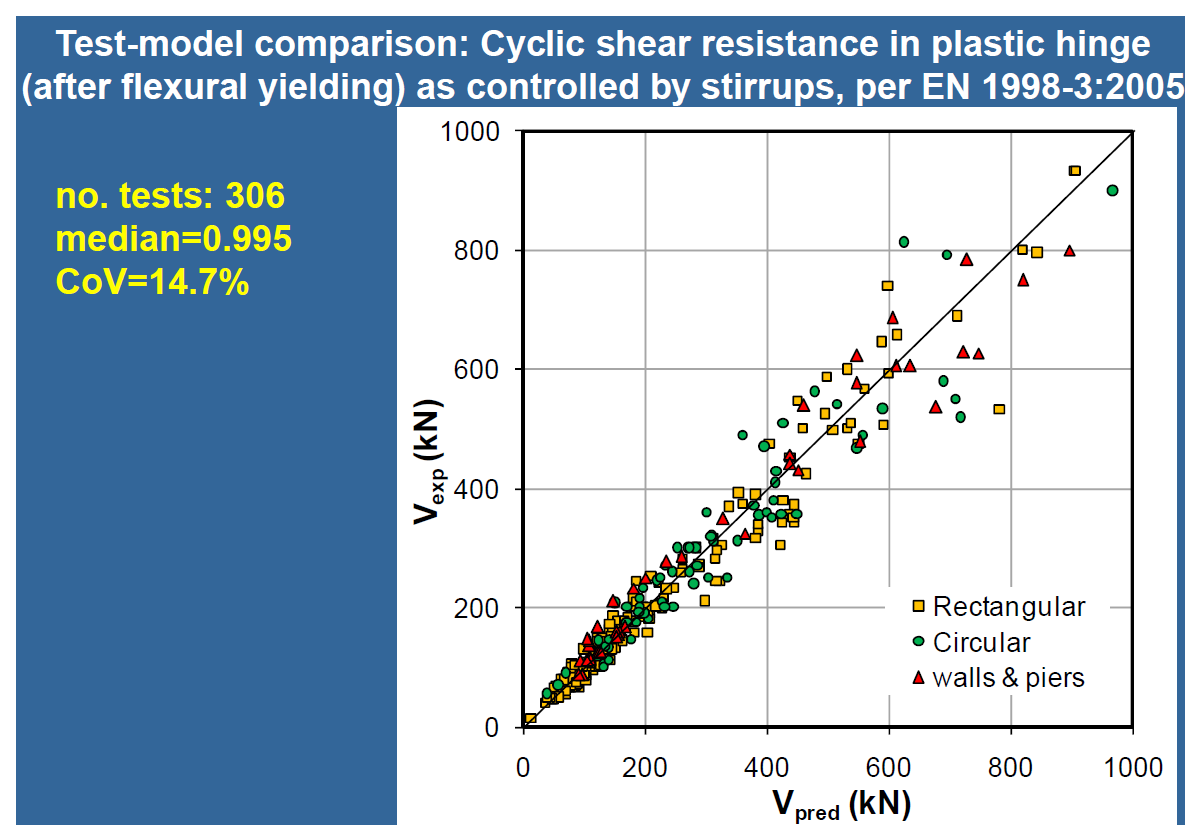 Test-model comparison: Cyclic shear resistance in plastic hinge
(after flexural yielding) as controlled by stirrups, per EN 1998-3:2005
no. tests: 306
median=0.995
CoV=14.7%
1000
800
600
400
200
0
Vexp (kN)
Rectangular
Circular
walls & piers
0 200 400 600 800 1000
Vpred (kN)